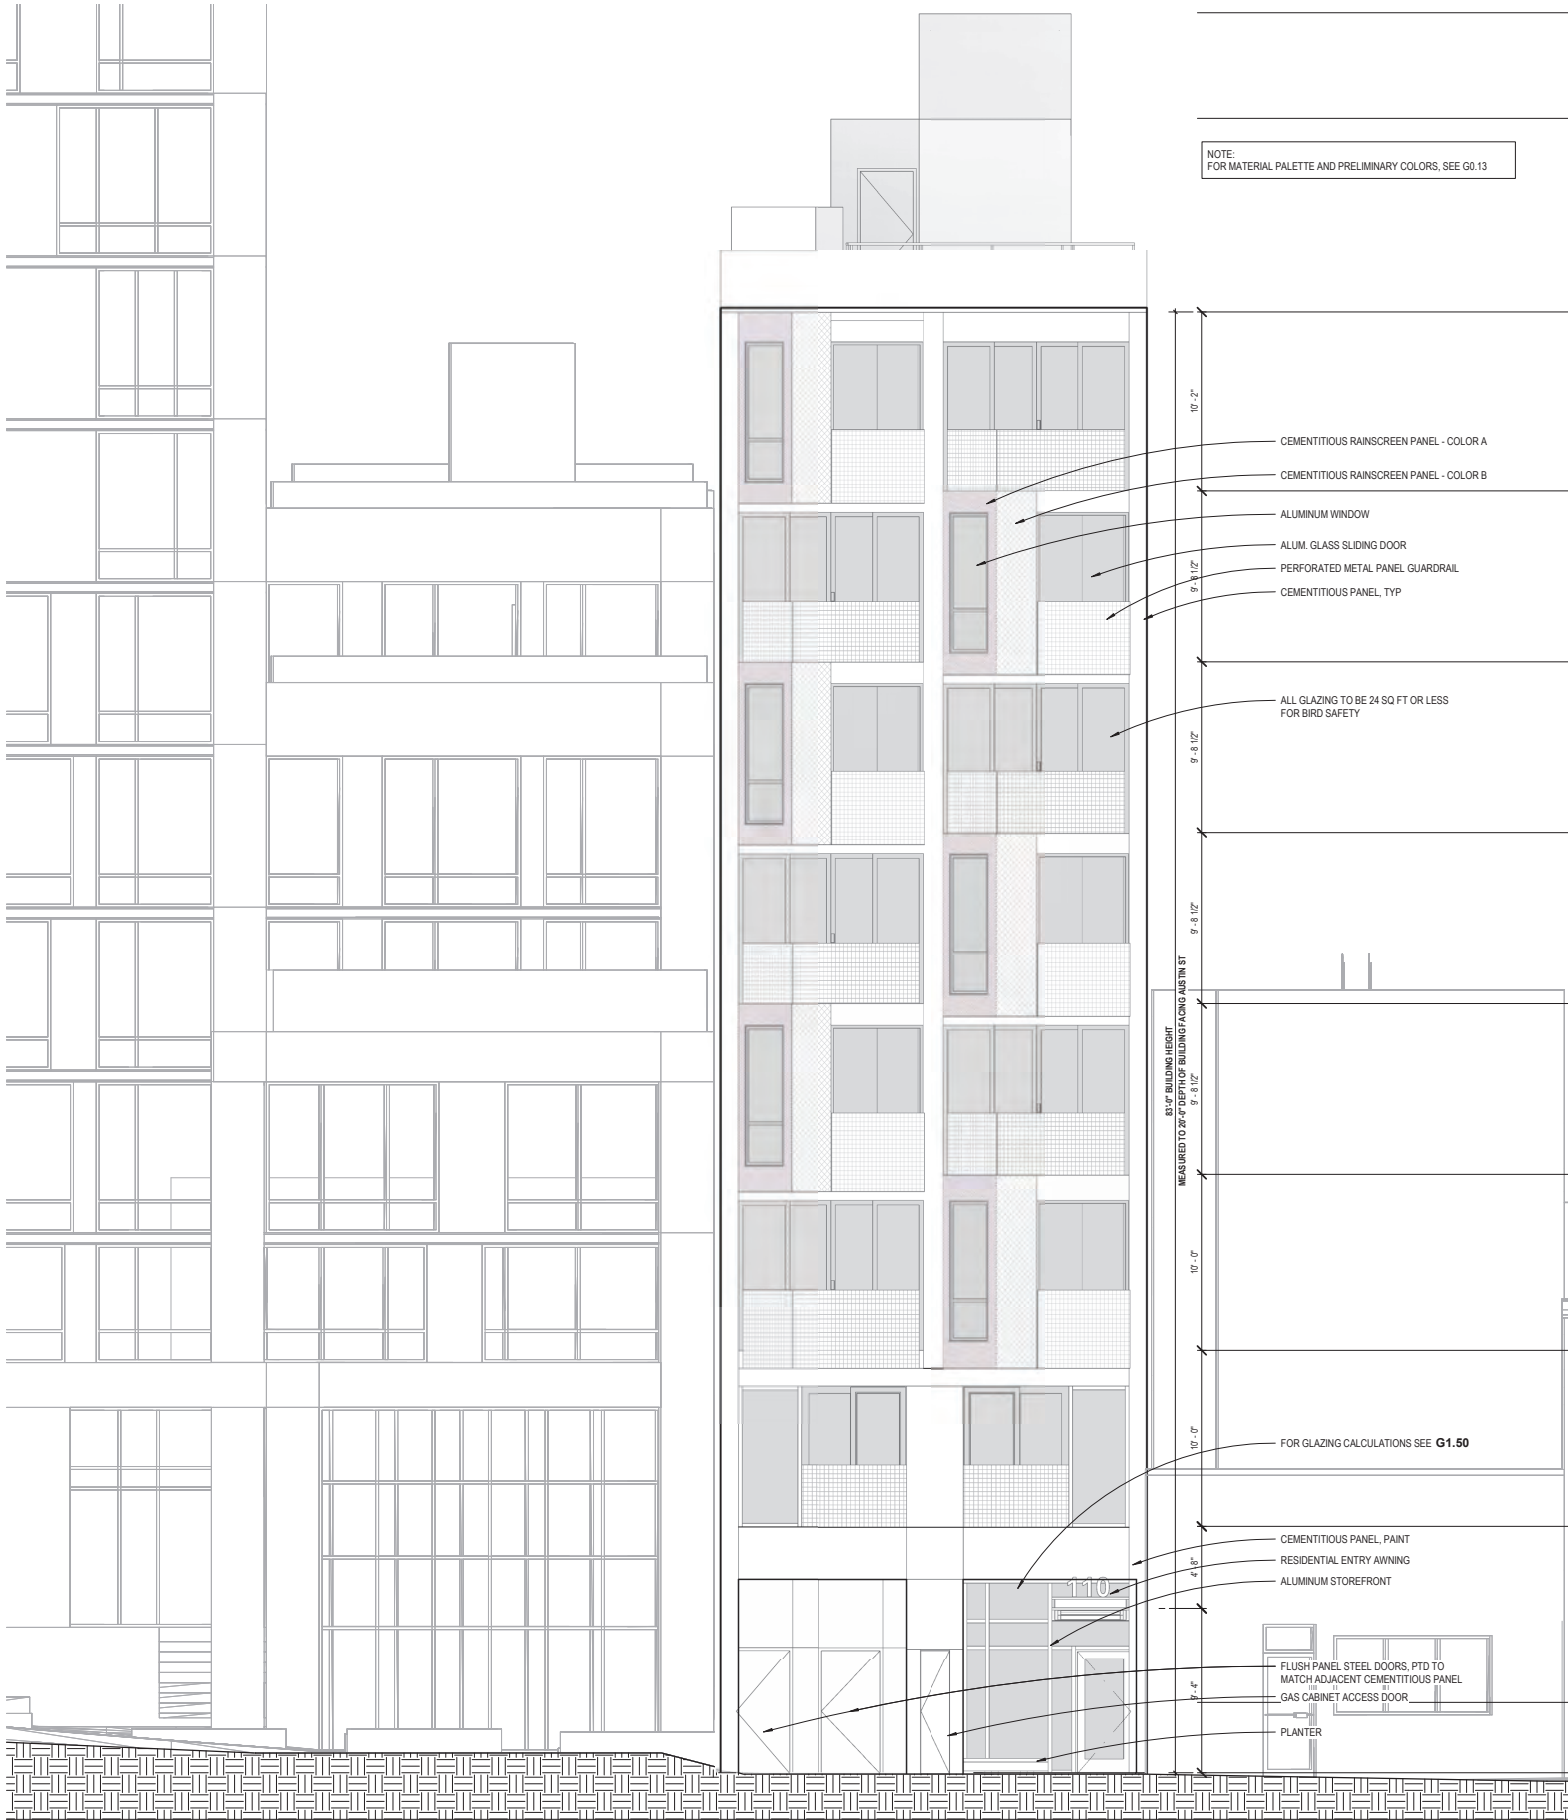 NOTE:
FOR MATERIAL PALETTE AND PRELIMINARY COLORS, SEE G0.13
10' - 2"
CEMENTITIOUS RAINSCREEN PANEL - COLOR A
CEMENTITIOUS RAINSCREEN PANEL - COLOR B
ALUMINUM WINDOW
ALUM. GLASS SLIDING DOOR
PERFORATED METAL PANEL GUARDRAIL
9' - 8 1/2"
CEMENTITIOUS PANEL, TYP
ALL GLAZING TO BE 24 SQ FT OR LESS
FOR BIRD SAFETY
9' - 8 1/2"
9' - 8 1/2"
83'-0" BUILDING HEIGHT
MEASURED TO 20'-0" DEPTH OF BUILDING FACING AUSTIN ST
9' - 8 1/2"
10' - 0"
10' - 0"
FOR GLAZING CALCULATIONS SEE G1.50
CEMENTITIOUS PANEL, PAINT
4' - 8"
RESIDENTIAL ENTRY AWNING
110
ALUMINUM STOREFRONT
FLUSH PANEL STEEL DOORS, PTD TO
MATCH ADJACENT CEMENTITIOUS PANEL
9' - 4"
GAS CABINET ACCESS DOOR
PLANTER